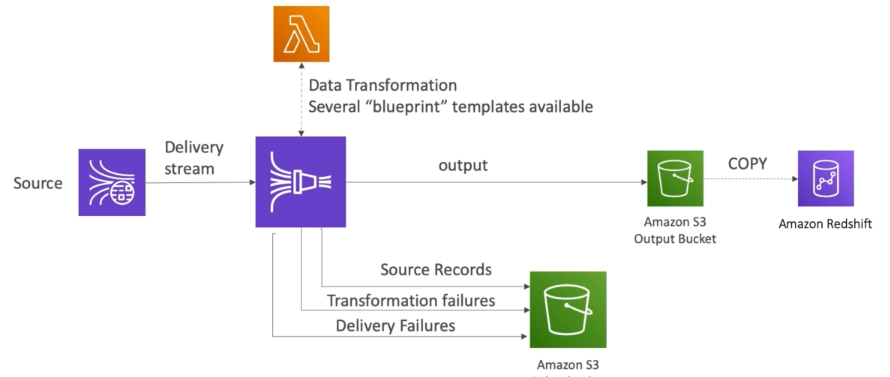 Data Transformation
Several “blueprint” templates available
Source
Delivery
stream
output
COPY
Amazon S3
Output Bucket
Amazon Redshift
Source Records
Transformation failures
Delivery Failures
Amazon S3